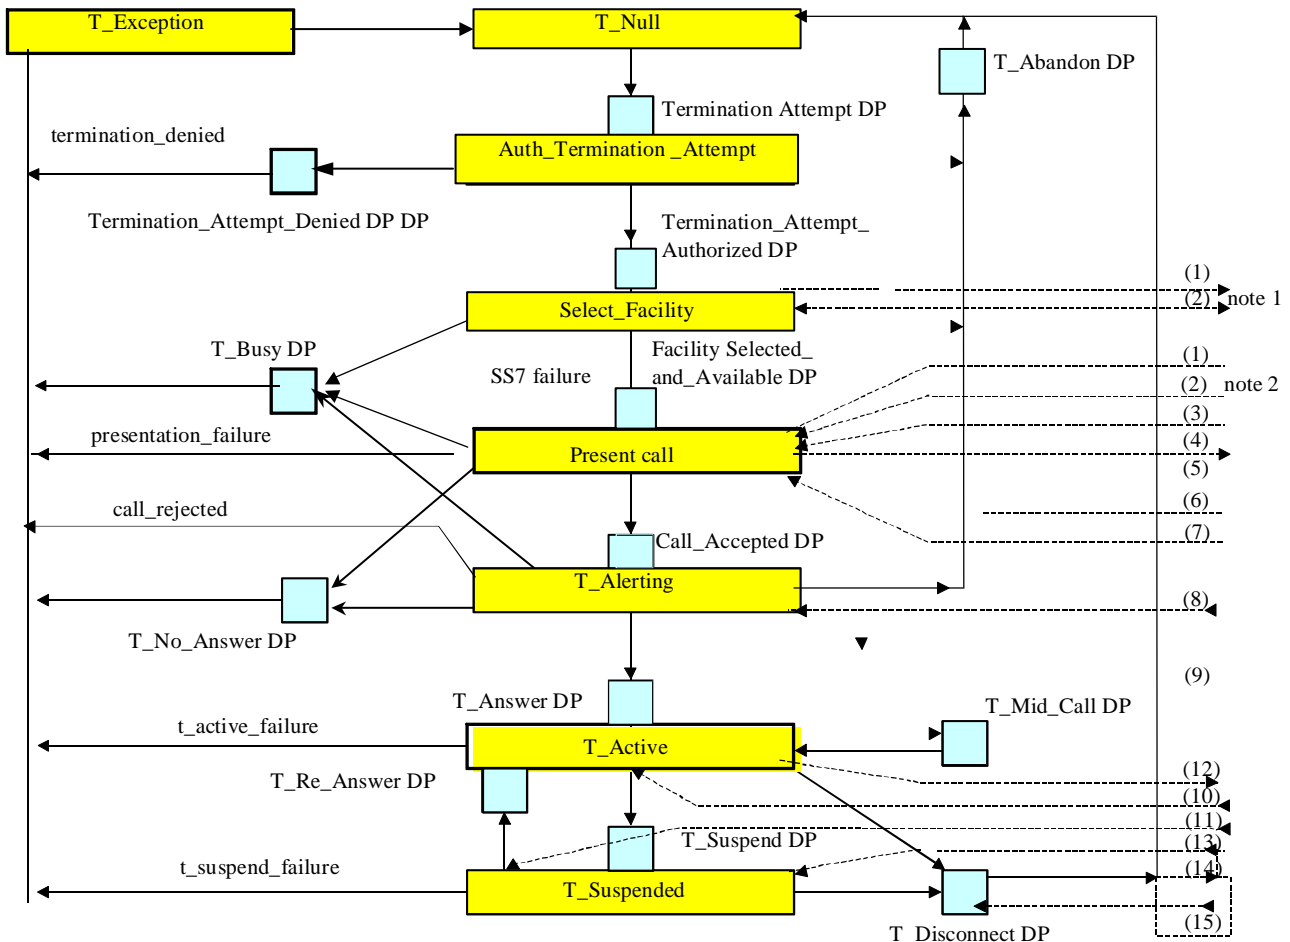 T_Exception
T_Null
T_Abandon DP
Termination Attempt DP
termination_denied
Auth_Termination _Attempt
Termination_Attempt_Denied DP DP
Termination_Attempt_
Authorized DP
(1)
(2) note 1
Select_Facility
T_Busy DP
Facility Selected_
and_Available DP
SS7 failure
(1)
(2) note 2
(3)
presentation_failure
(4)
Present call
(5)
call_rejected
(6)
(7)
Call_Accepted DP
T_Alerting
(8)
T_No_Answer DP
(9)
T_Answer DP
T_Mid_Call DP
t_active_failure
T_Active
T_Re_Answer DP
(12)
(10)
(11)
T_Suspend DP
(13)
t_suspend_failure
(14)
T_Suspended
(15)
T_Disconnect DP